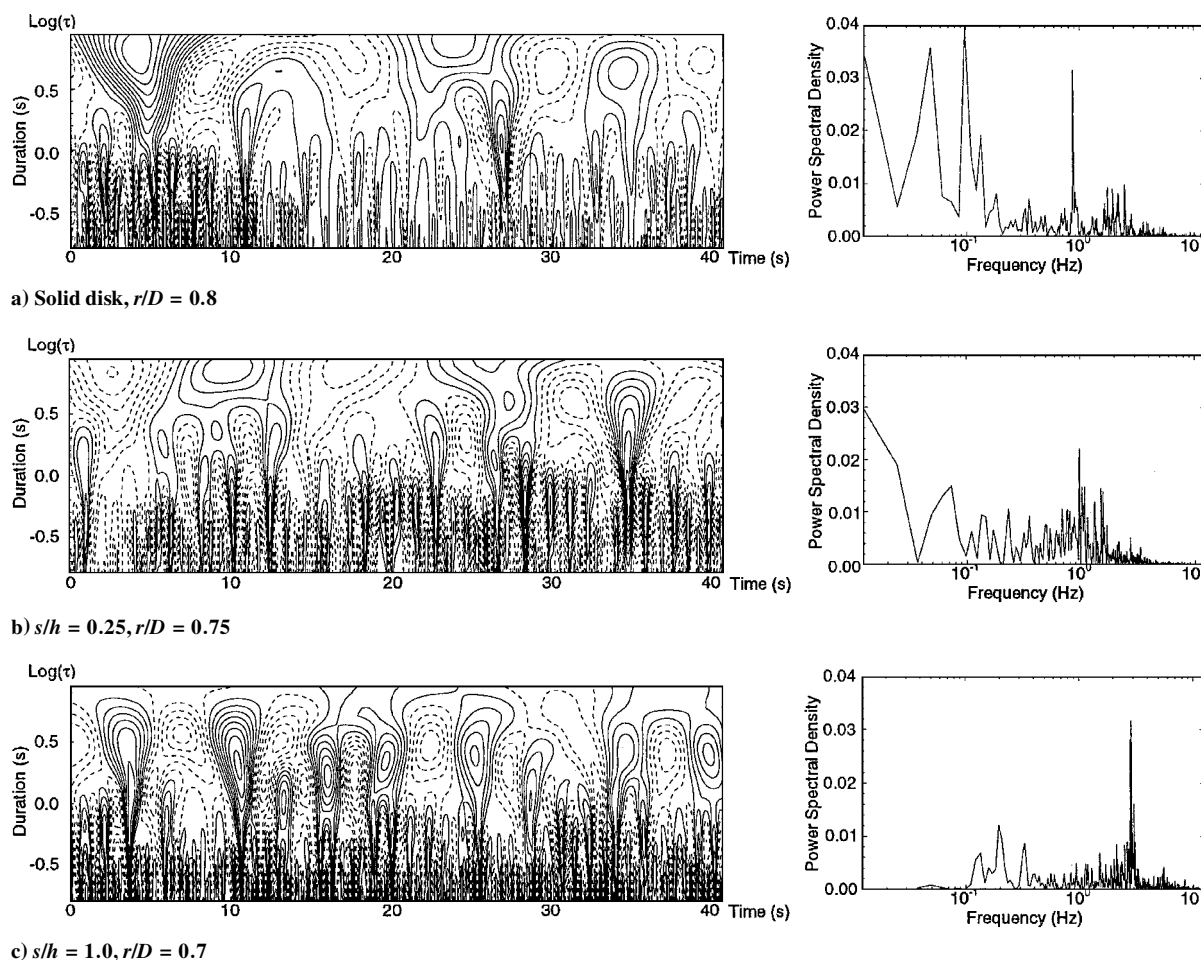 Log(τ)
Duration (s)
0.5
0.0
-0.5
0 10 20 30 40 Time (s)
Power Spectral Density
0.04
0.03
0.02
0.01
0.00
10⁻¹ 10⁰ 10
Frequency (Hz)
a) Solid disk, r/D = 0.8
Log(τ)
Duration (s)
0.5
0.0
-0.5
0 10 20 30 40 Time (s)
Power Spectral Density
0.04
0.03
0.02
0.01
0.00
10⁻¹ 10⁰ 10
Frequency (Hz)
b) s/h = 0.25, r/D = 0.75
Log(τ)
Duration (s)
0.5
0.0
-0.5
0 10 20 30 40 Time (s)
Power Spectral Density
0.04
0.03
0.02
0.01
0.00
10⁻¹ 10⁰ 10
Frequency (Hz)
c) s/h = 1.0, r/D = 0.7